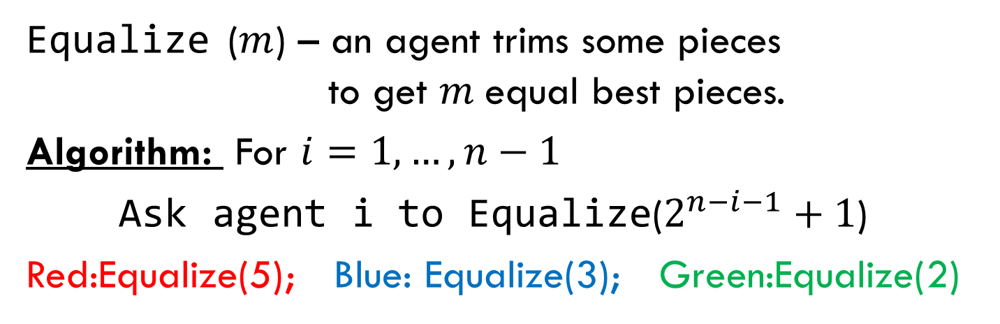 Equalize (𝑚) – an agent trims some pieces
to get 𝑚 equal best pieces.
Algorithm: For 𝑖 = 1, … , 𝑛 − 1
Ask agent i to Equalize(2^{𝑛−𝑖−1} + 1)
Red:Equalize(5); Blue: Equalize(3); Green:Equalize(2)